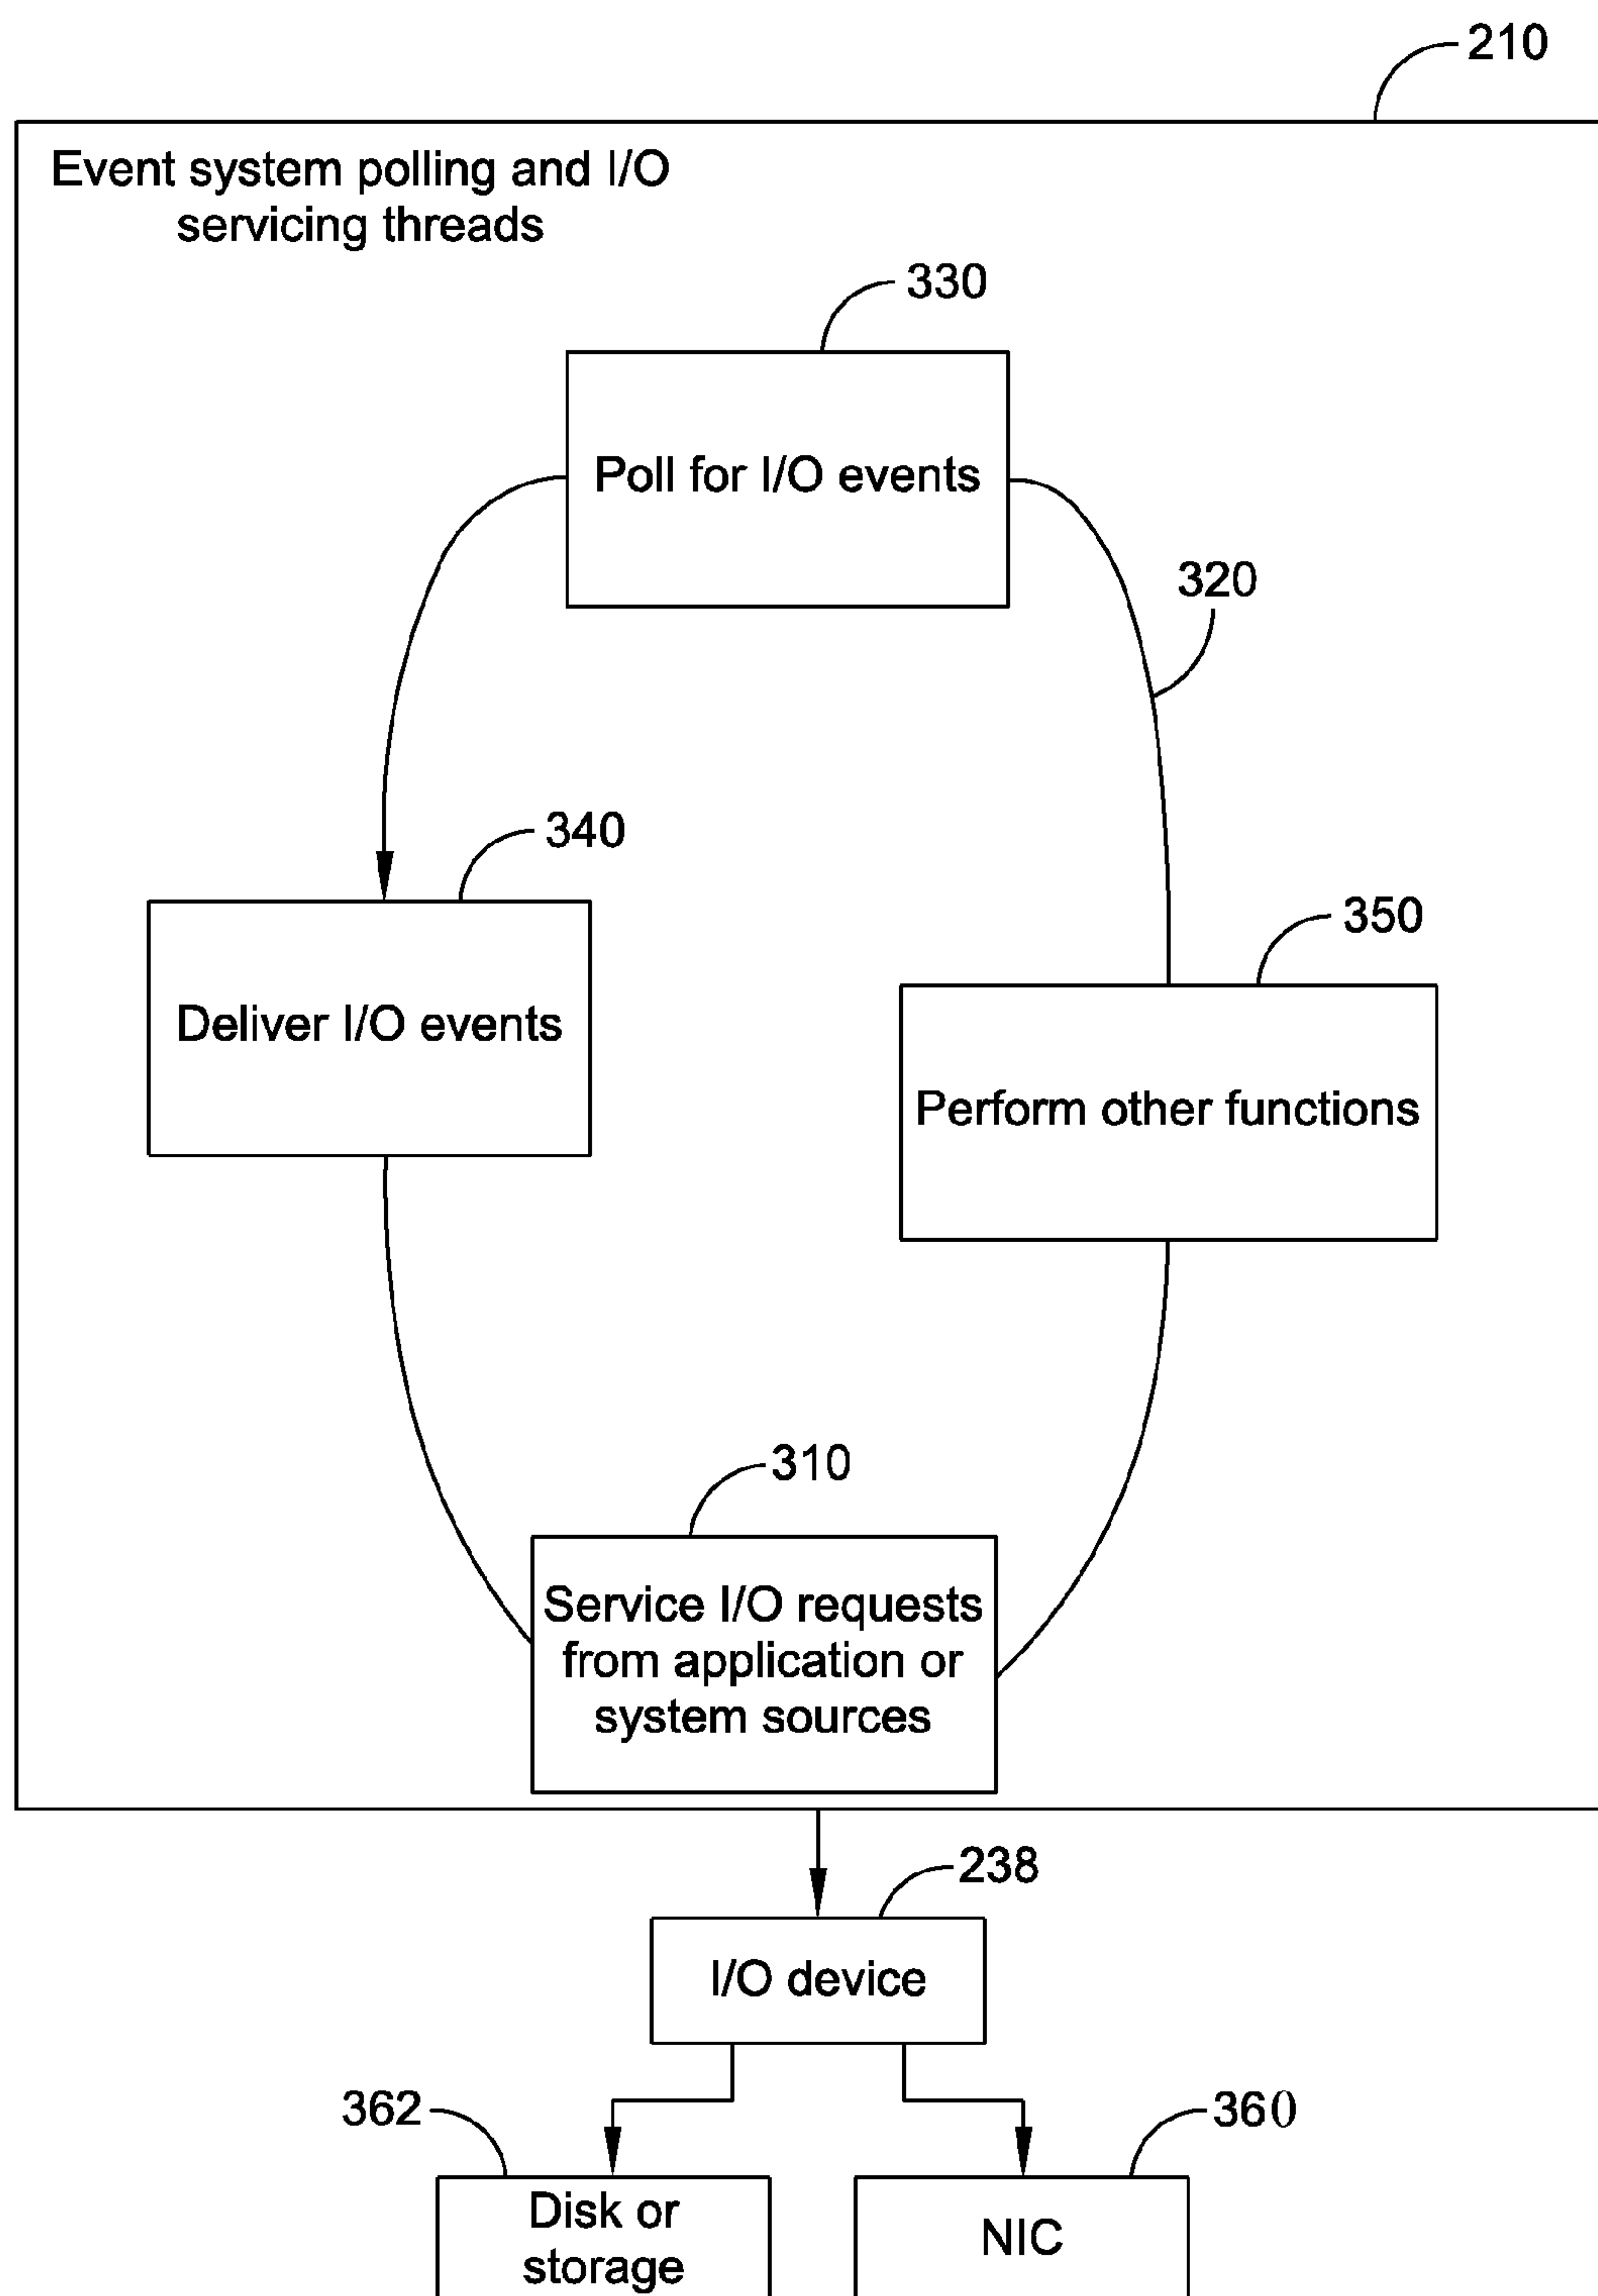 210
Event system polling and I/O
servicing threads
330
Poll for I/O events
320
340
Deliver I/O events
350
Perform other functions
310
Service I/O requests
from application or
system sources
238
I/O device
362
360
Disk or
storage
NIC